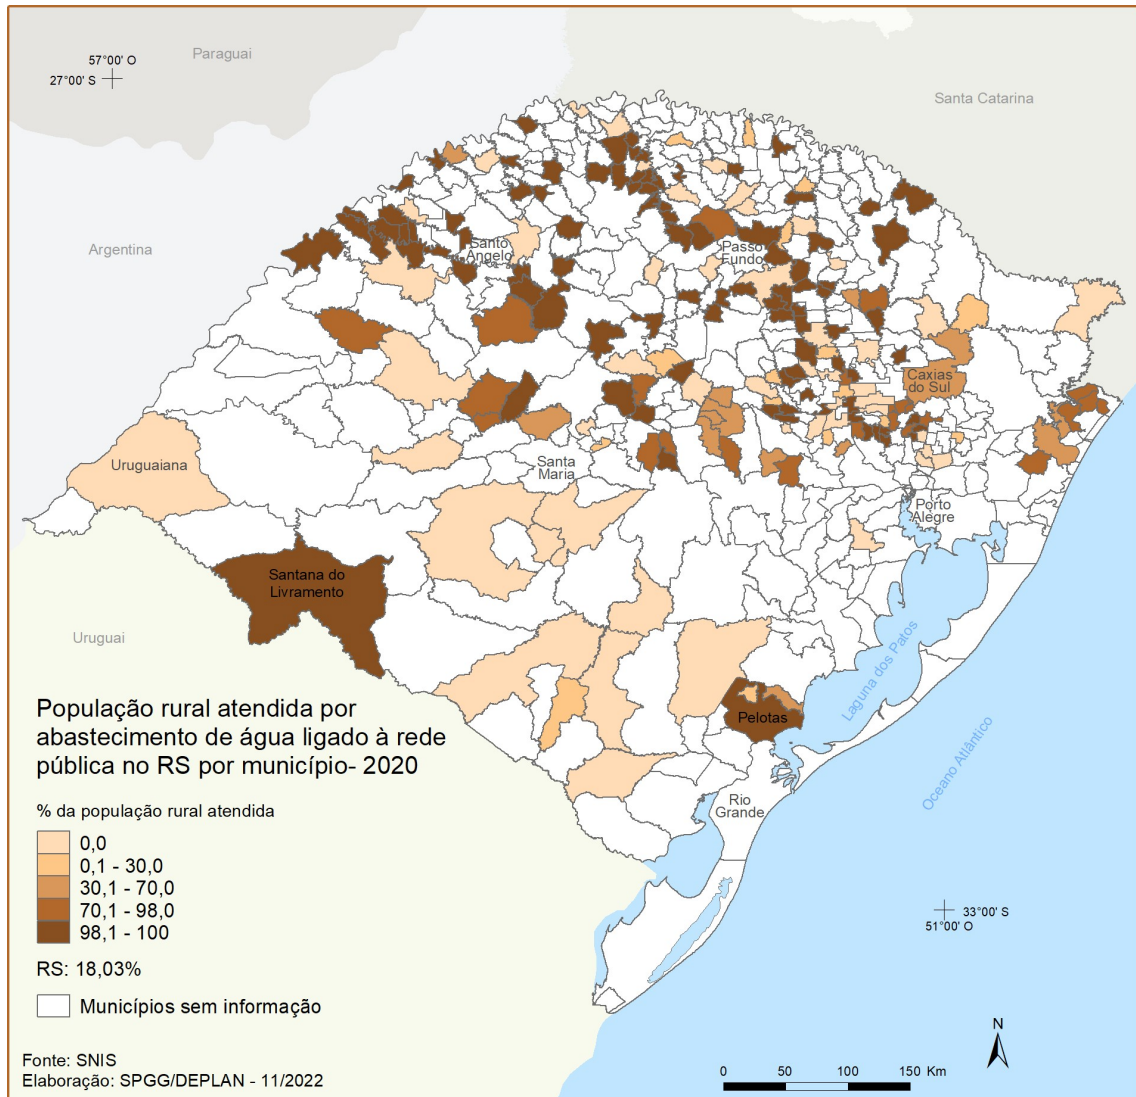 Paraguai
57°00' O
27°00' S
Santa Catarina
Argentina
Santo
Angelo
Passo
Fundo
Caxias
do Sul
Uruguaiana
Santa
Maria
Porto
Alegre
Santana do
Livramento
Uruguai
Laguna dos Patos
População rural atendida por
abastecimento de água ligado à rede
pública no RS por município- 2020
Pelotas
Oceano Atlântico
Rio
Grande
% da população rural atendida
0,0
0,1 - 30,0
30,1 - 70,0
70,1 - 98,0
98,1 - 100
33°00' S
51°00' O
RS: 18,03%
Municípios sem informação
N
Fonte: SNIS
Elaboração: SPGG/DEPLAN - 11/2022
0 50 100 150 Km